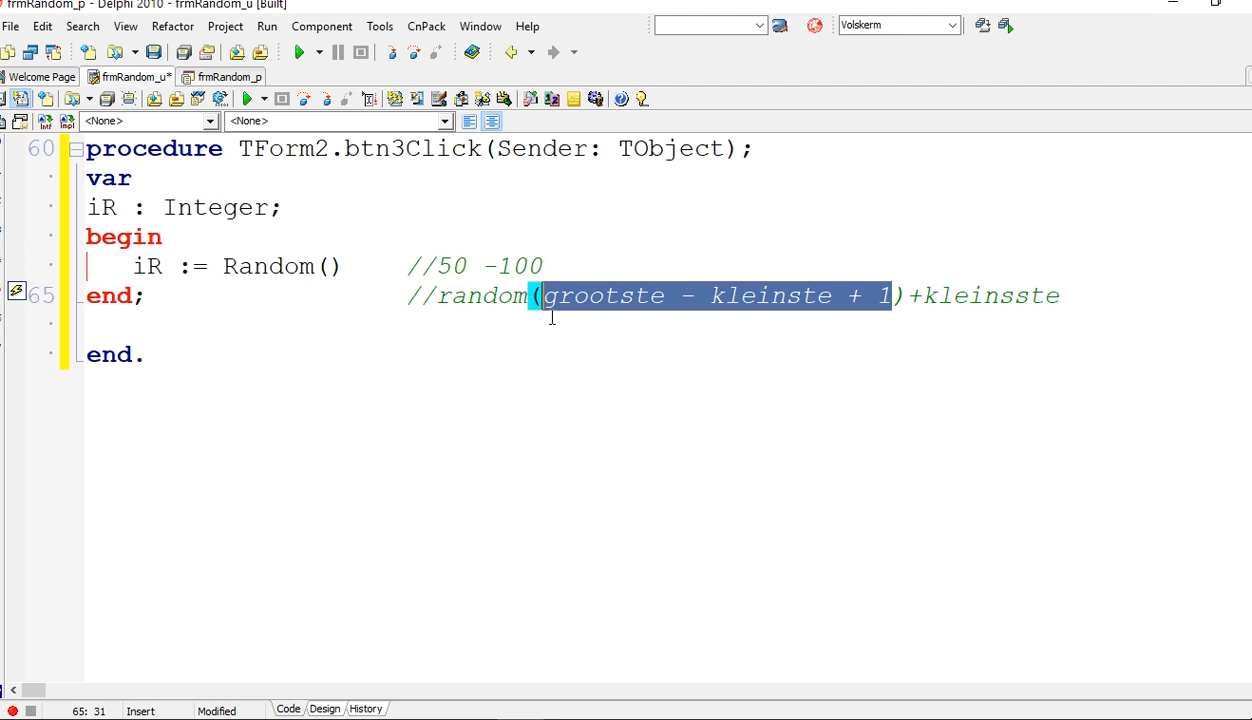 frmRandom_p - Delphi 2010 - frmRandom_u [Built]
File Edit Search View Refactor Project Run Component Tools CnPack Window Help
Volskerm
Welcome Page frmRandom_u* frmRandom_p
<None> <None>
60 procedure TForm2.btn3Click(Sender: TObject);
var
iR : Integer;
begin
iR := Random() //50 -100
65 end; //random(grootste - kleinste + 1)+kleinsste
end.
65: 31 Insert Modified Code Design History